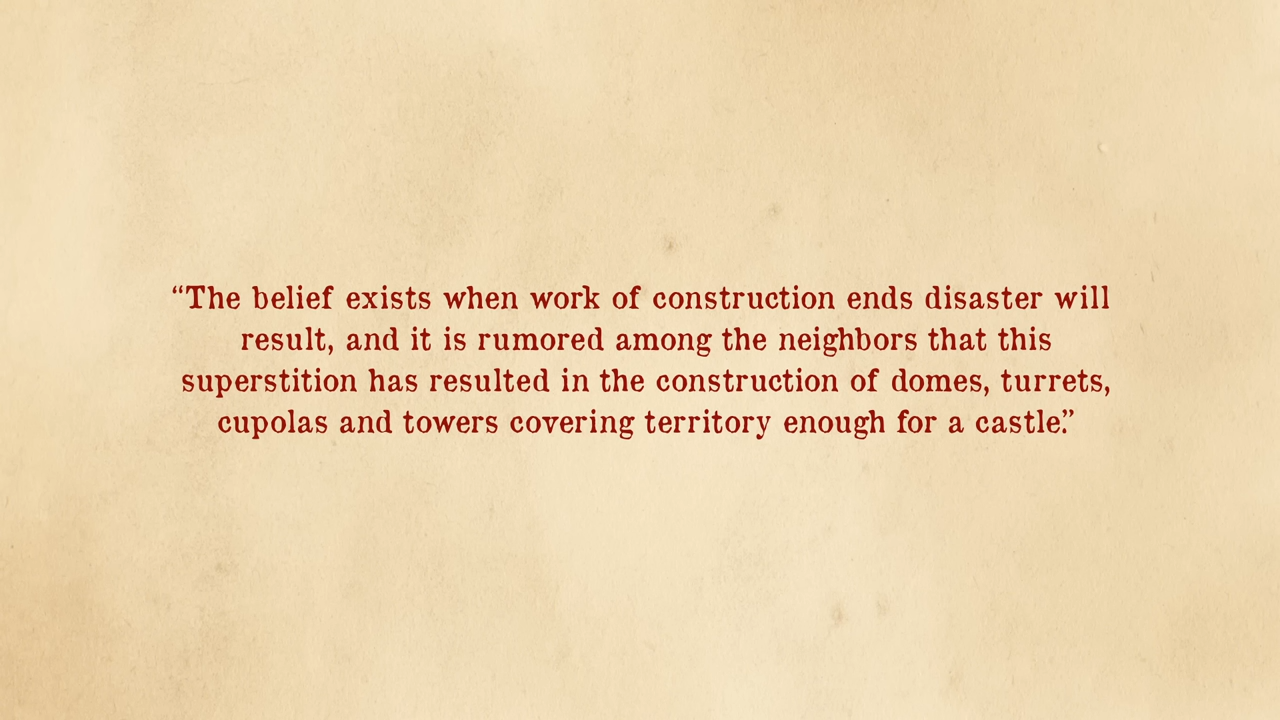 “The belief exists when work of construction ends disaster will
result, and it is rumored among the neighbors that this
superstition has resulted in the construction of domes, turrets,
cupolas and towers covering territory enough for a castle.”